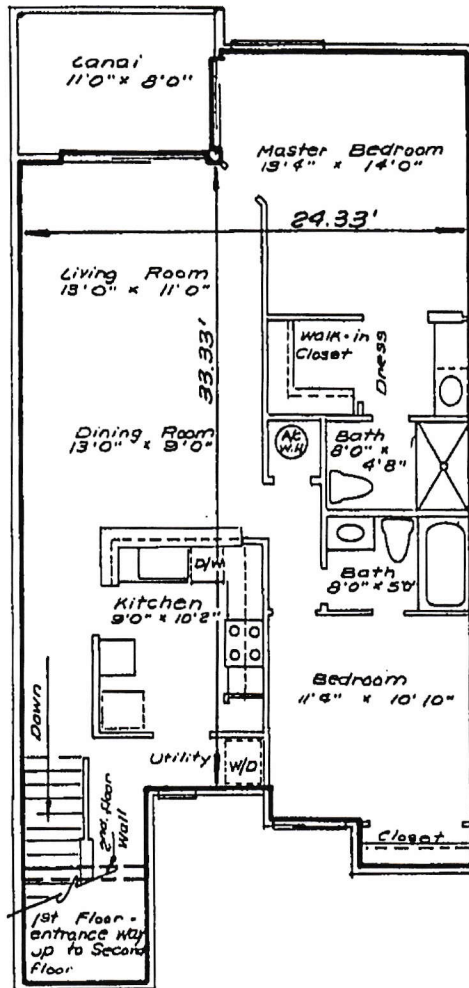 Lanai
11'0" x 8'0"
Master Bedroom
13'4" x 14'0"
24.33'
Living Room
13'0" x 11'0"
33.33'
Walk-in
Closet
Dress
Dining Room
13'0" x 9'0"
A/C
W.H
Bath
8'0" x
4'8"
D/W
Bath
8'0" x 5'0"
Kitchen
9'0" x 10'2"
Bedroom
11'4" x 10'10"
Down
Utility
W/D
2nd. floor
Wall
Closet
1st Floor -
entrance way
up to Second
floor